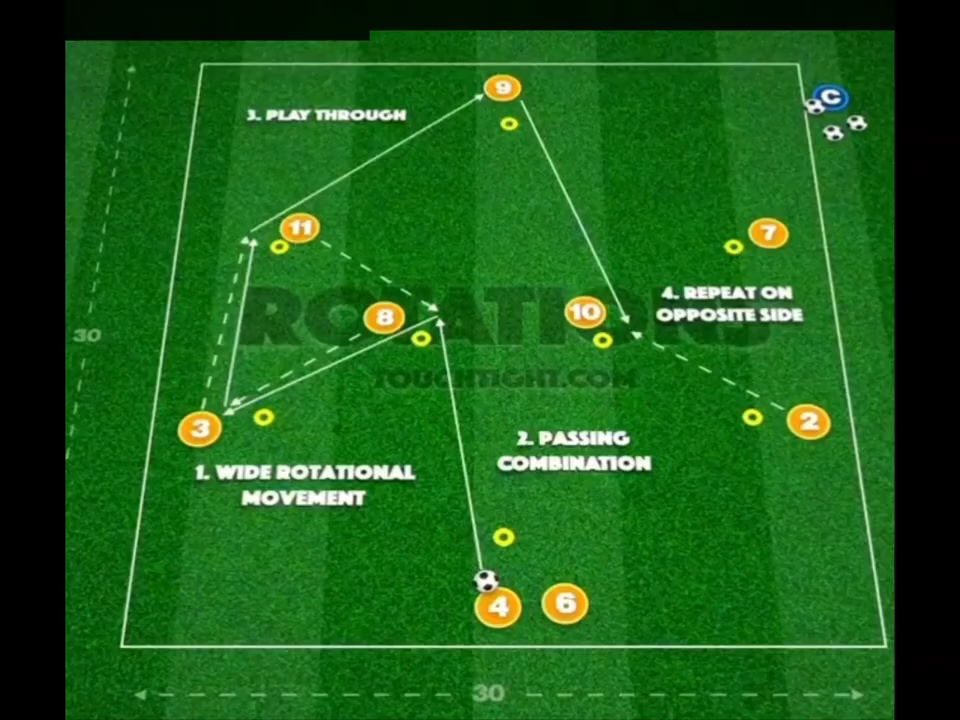 9
C
3. PLAY THROUGH
11
7
4. REPEAT ON
OPPOSITE SIDE
ROTATIONS
8
10
30
TOUCHTIGHT.COM
3
2
2. PASSING
COMBINATION
1. WIDE ROTATIONAL
MOVEMENT
4
6
30